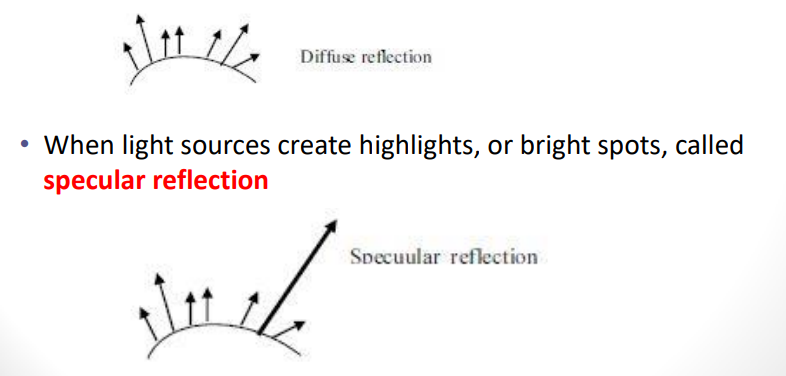 Diffuse reflection
• When light sources create highlights, or bright spots, called
specular reflection
Specuular reflection